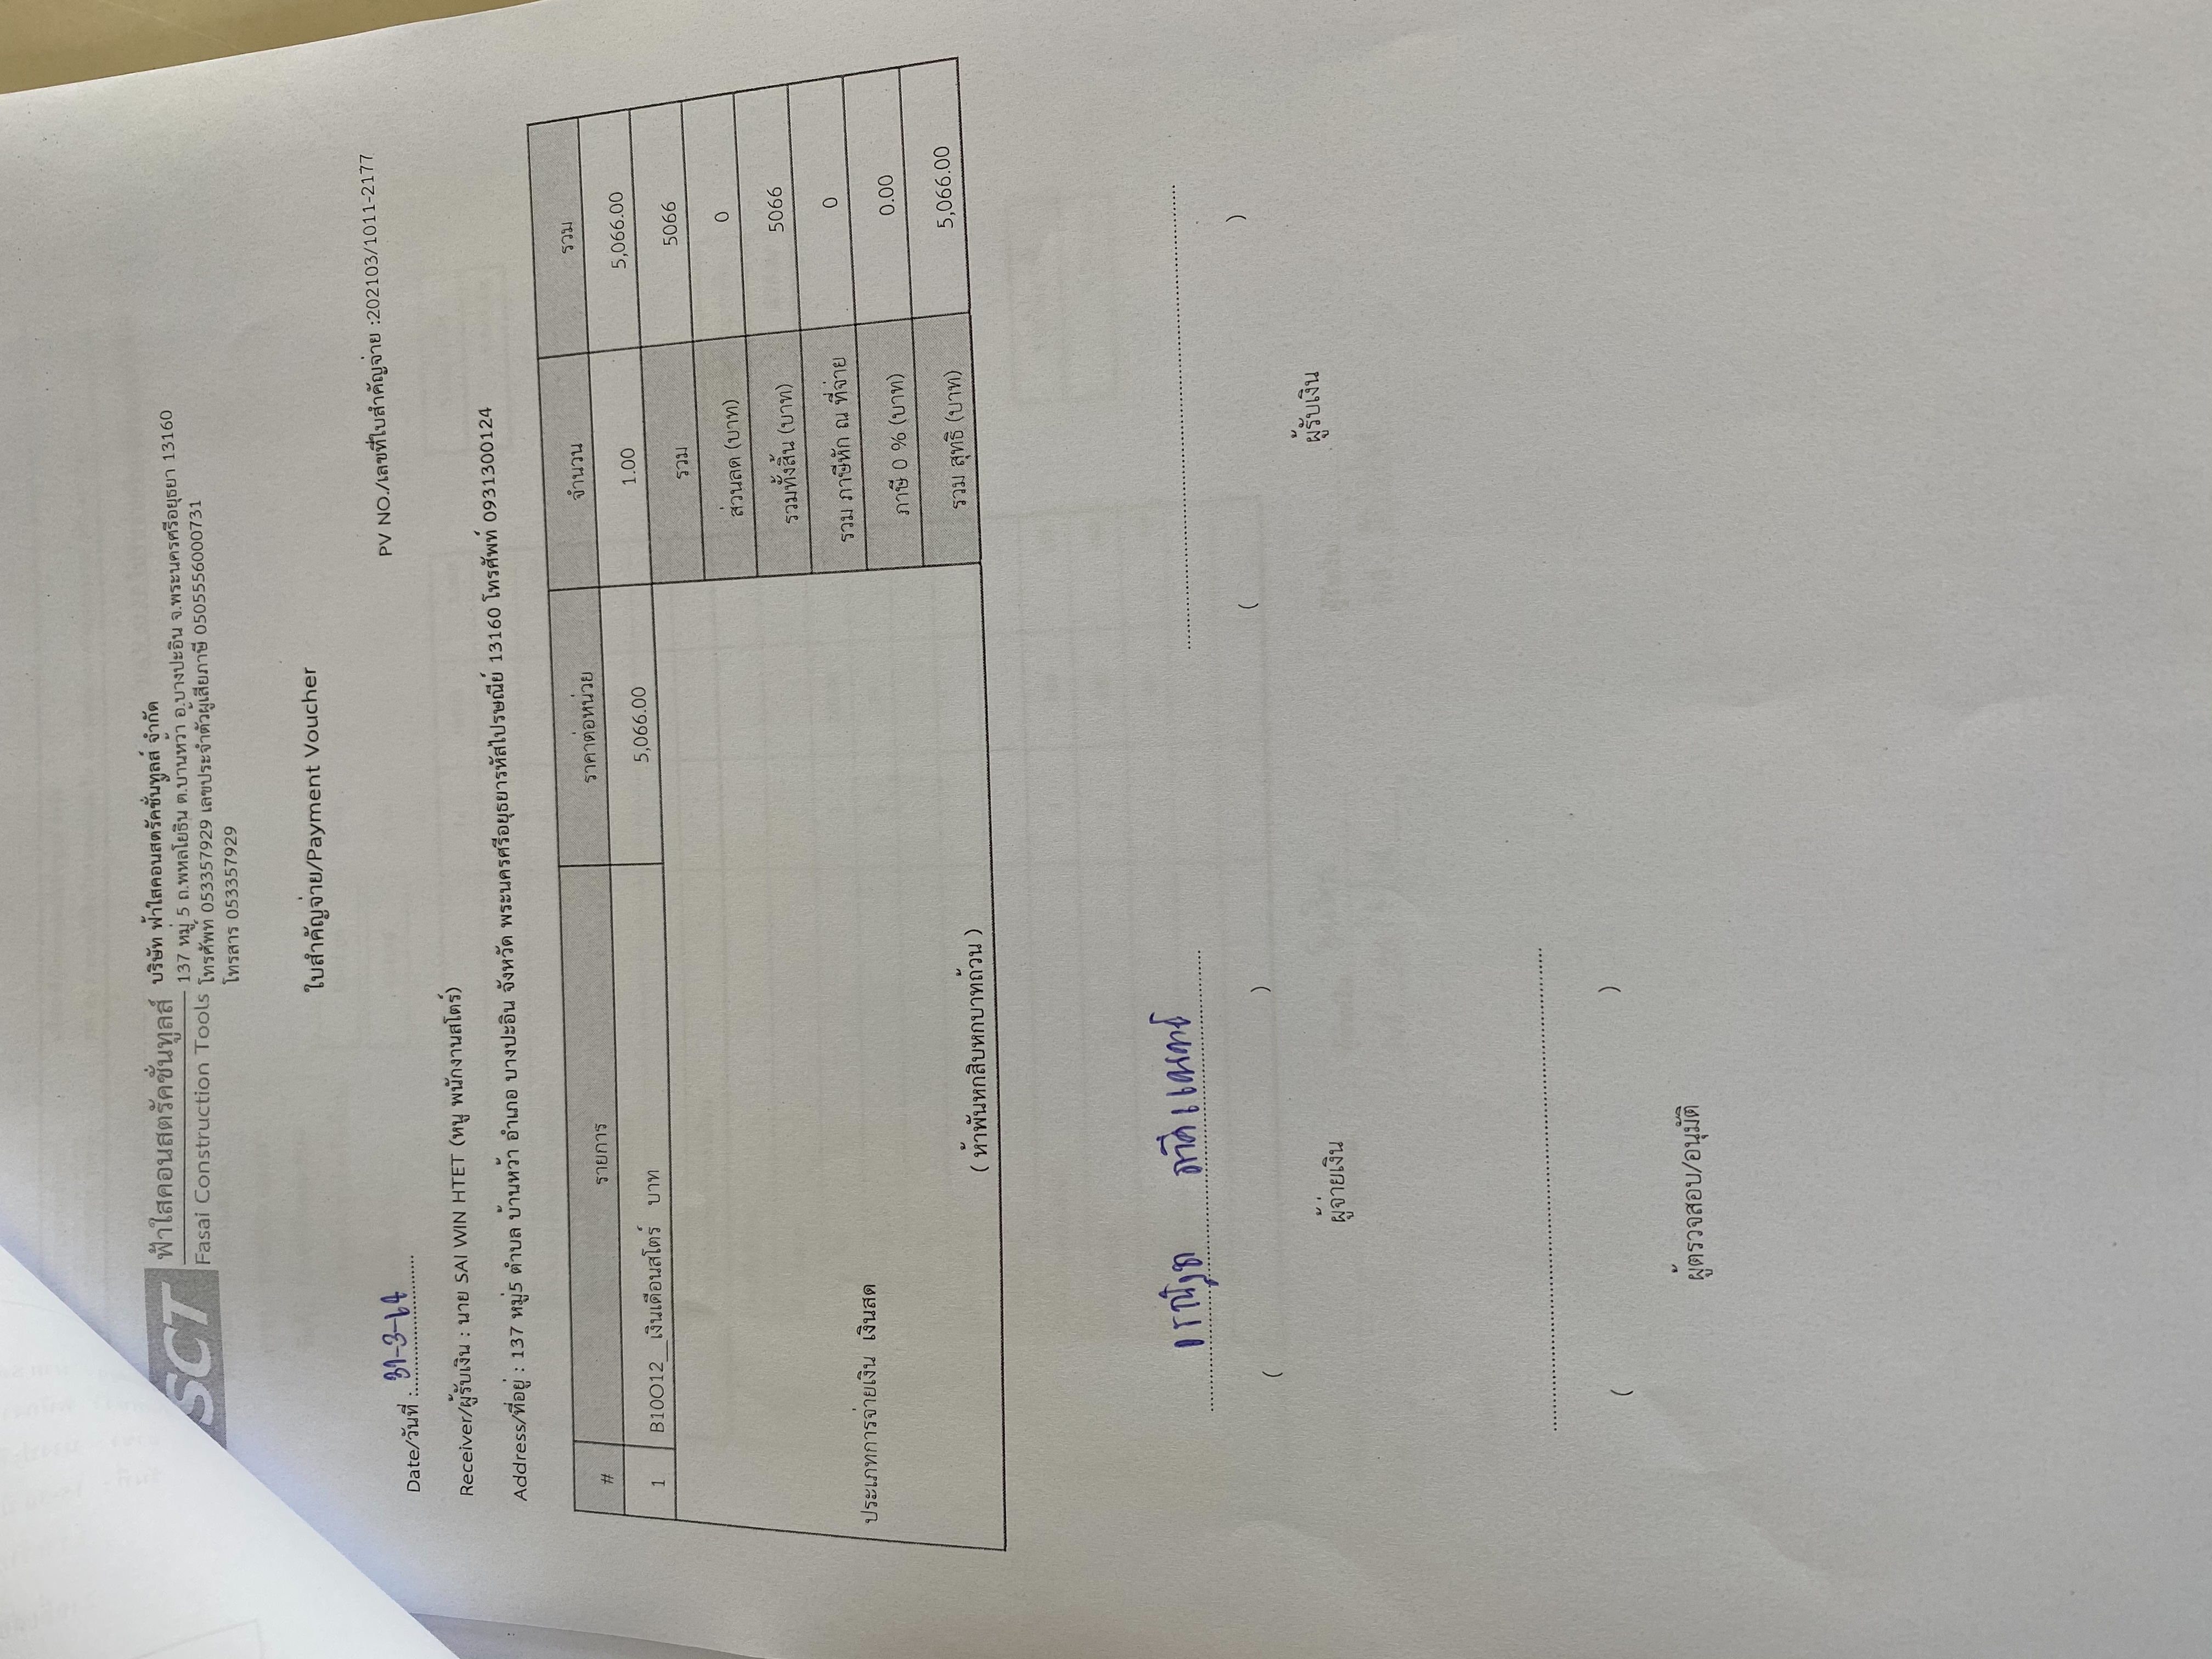 SCT
ฟ้าใสคอนสตรัคชั่นทูลส์
Fasai Construction Tools
บริษัท ฟ้าใสคอนสตรัคชั่นทูลส์ จำกัด
137 หมู่ 5 ถ.พหลโยธิน ต.บ้านหว้า อ.บางปะอิน จ.พระนครศรีอยุธยา 13160
โทรศัพท์ 053357929 เลขประจำตัวผู้เสียภาษี 0505556000731
โทรสาร 053357929
ใบสำคัญจ่าย/Payment Voucher
PV NO./เลขที่ใบสำคัญจ่าย :202103/1011-2177
Date/วันที่ : 31-3-64
Receiver/ผู้รับเงิน : นาย SAI WIN HTET (หนู พนักงานสโตร์)
Address/ที่อยู่ : 137 หมู่5 ตำบล บ้านหว้า อำเภอ บางปะอิน จังหวัด พระนครศรีอยุธยารหัสไปรษณีย์ 13160 โทรศัพท์ 0931300124
# รายการ ราคาต่อหน่วย จำนวน รวม
1 B10O12__เงินเดือนสโตร์ บาท 5,066.00 1.00 5,066.00
รวม 5066
ส่วนลด (บาท) 0
รวมทั้งสิ้น (บาท) 5066
รวม ภาษีหัก ณ ที่จ่าย 0
ประเภทการจ่ายเงิน เงินสด
ภาษี 0 % (บาท) 0.00
รวม สุทธิ (บาท) 5,066.00
( ห้าพันหกสิบหกบาทถ้วน )
( )
( )
ผู้จ่ายเงิน
ผู้รับเงิน
( )
ผู้ตรวจสอบ/อนุมัติ